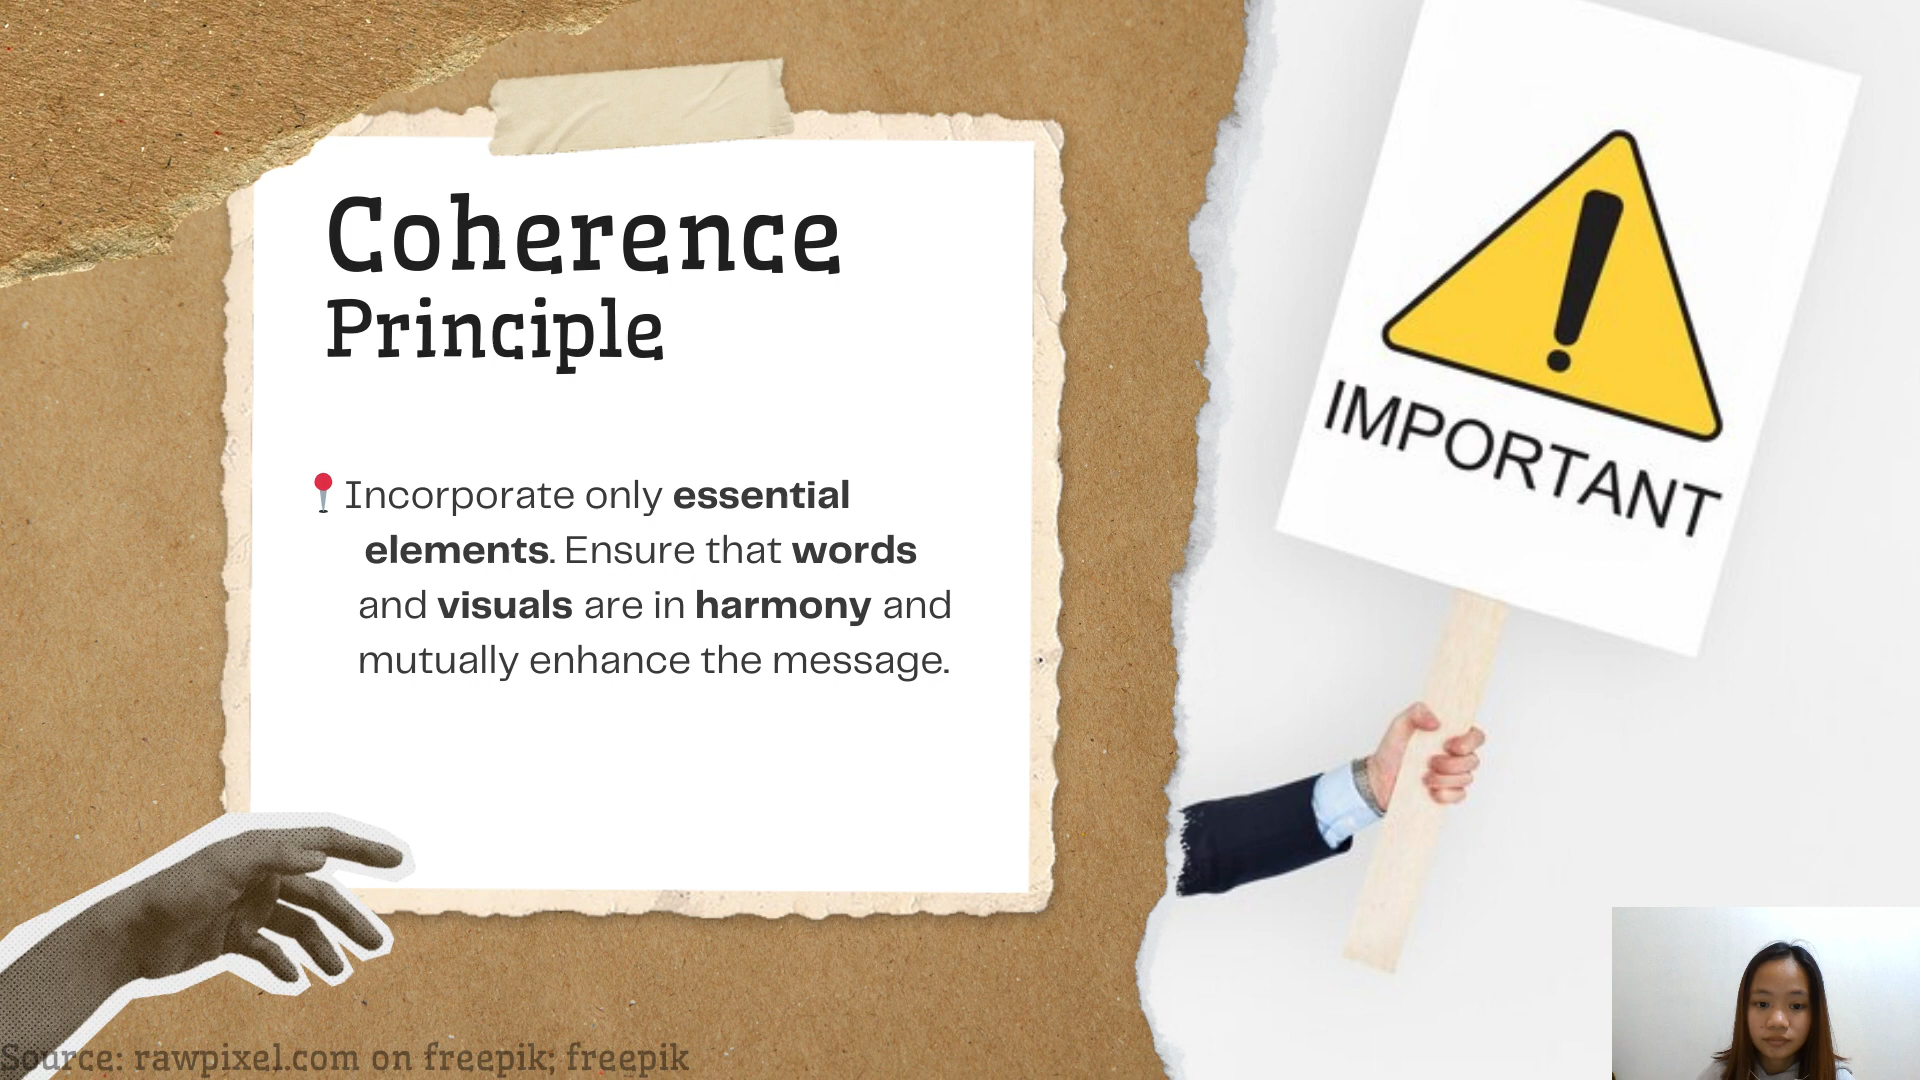 Coherence
Principle
Incorporate only essential
elements. Ensure that words
and visuals are in harmony and
mutually enhance the message.
IMPORTANT
Source: rawpixel.com on freepik; freepik